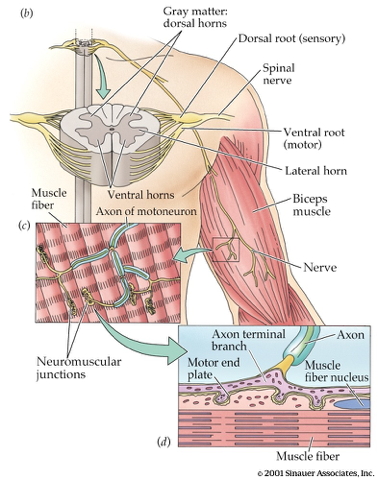 (b)
Gray matter:
dorsal horns
Dorsal root (sensory)
Spinal
nerve
Ventral root
(motor)
Lateral horn
Ventral horns
Biceps
muscle
Muscle
fiber
Axon of motoneuron
(c)
Nerve
Neuromuscular
junctions
Axon terminal
branch
Axon
Motor end
plate
Muscle
fiber nucleus
(d)
Muscle fiber
© 2001 Sinauer Associates, Inc.